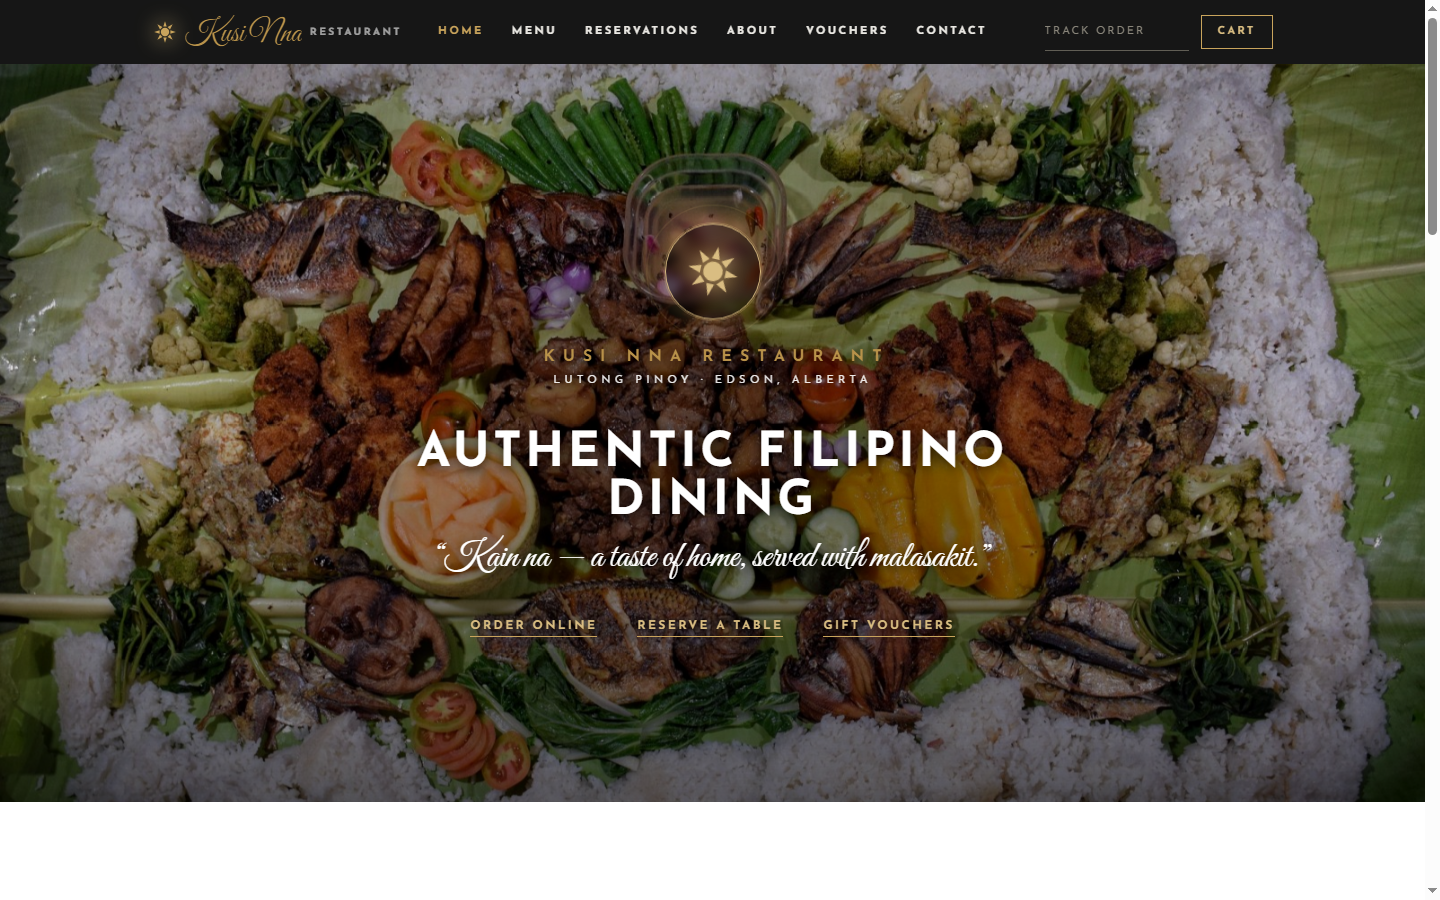 Kusi Nna RESTAURANT
HOME MENU RESERVATIONS ABOUT VOUCHERS CONTACT
TRACK ORDER
CART
KUSI NNA RESTAURANT
LUTONG PINOY · EDSON, ALBERTA
AUTHENTIC FILIPINO
DINING
“Kain na — a taste of home, served with malasakit.”
ORDER ONLINE RESERVE A TABLE GIFT VOUCHERS